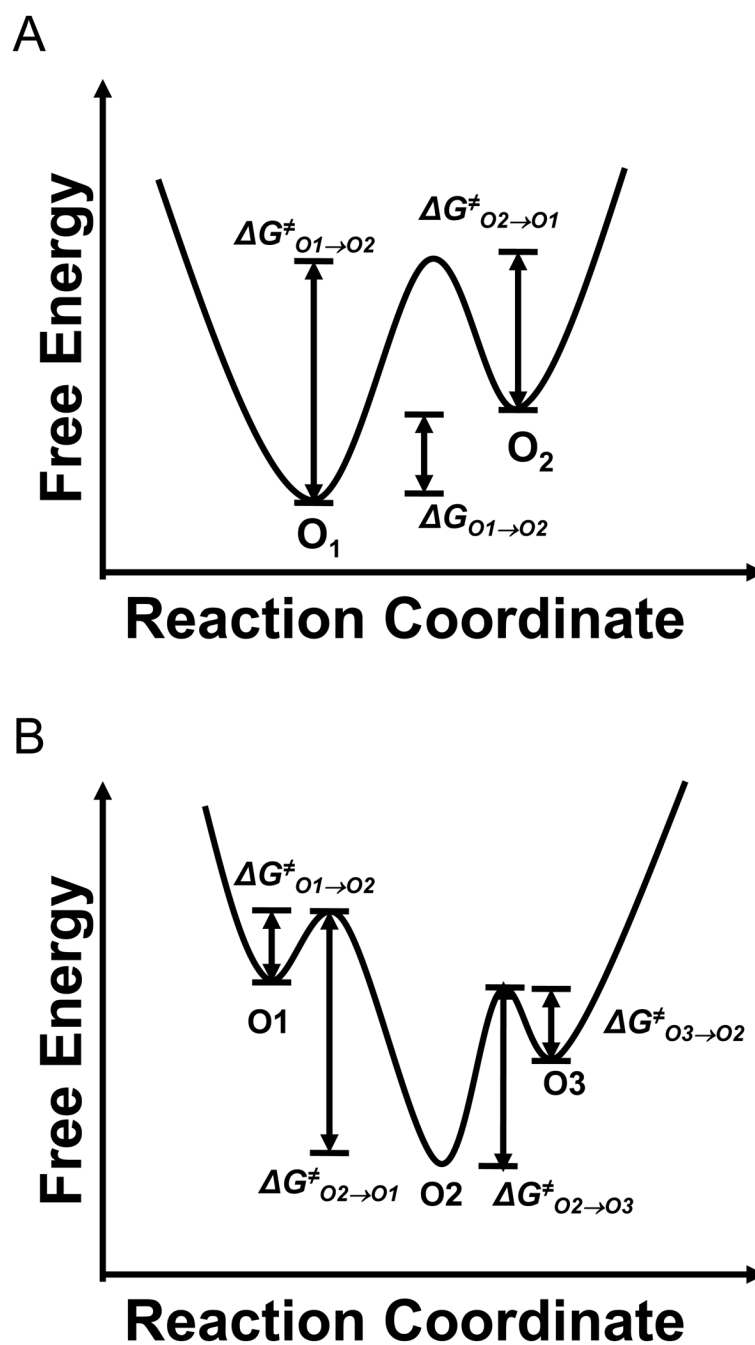 A
Free Energy
ΔG‡O1→O2
ΔG‡O2→O1
O2
ΔGO1→O2
O1
Reaction Coordinate
B
Free Energy
ΔG‡O1→O2
O1
ΔG‡O3→O2
O3
ΔG‡O2→O1
O2
ΔG‡O2→O3
Reaction Coordinate